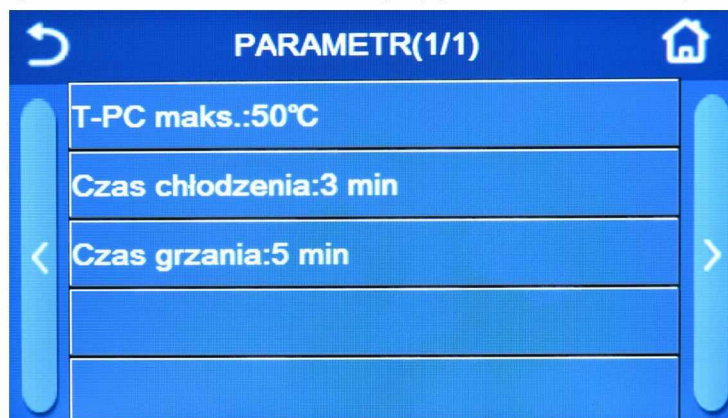 PARAMETR(1/1)
T-PC maks.:50℃
Czas chłodzenia:3 min
Czas grzania:5 min